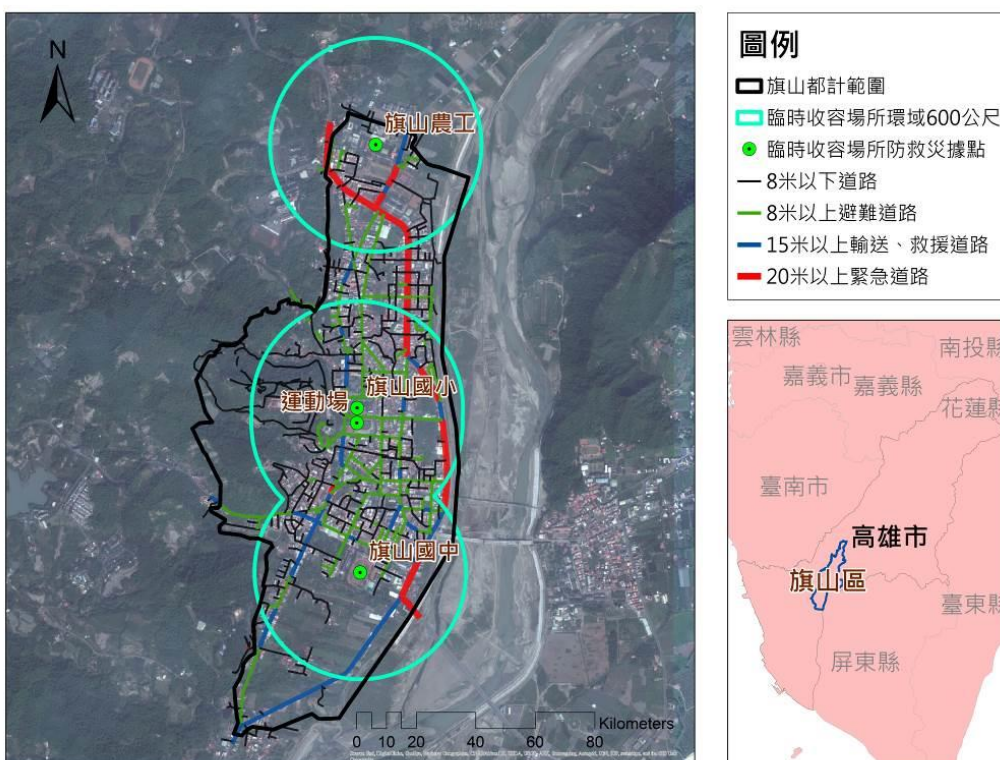 N
旗山農工
旗山國小
運動場
旗山國中
Kilometers
0 10 20 40 60 80
圖例
旗山都計範圍
臨時收容場所環域600公尺
臨時收容場所防救災據點
8米以下道路
8米以上避難道路
15米以上輸送、救援道路
20米以上緊急道路
雲林縣
南投縣
嘉義市
嘉義縣
花蓮縣
臺南市
高雄市
旗山區
臺東縣
屏東縣